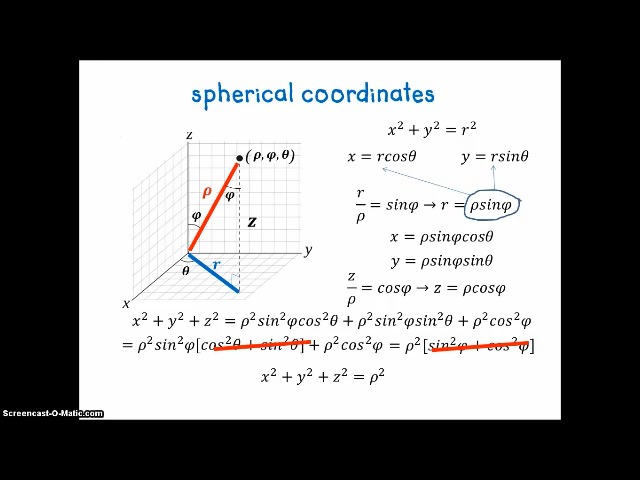 spherical coordinates
z
(ρ, φ, θ)
ρ
φ
φ
z
y
θ
r
x
x² + y² = r²
x = rcosθ y = rsinθ
r/ρ = sinφ → r = ρsinφ
x = ρsinφcosθ
y = ρsinφsinθ
z/ρ = cosφ → z = ρcosφ
x² + y² + z² = ρ²sin²φcos²θ + ρ²sin²φsin²θ + ρ²cos²φ
= ρ²sin²φ[cos²θ + sin²θ] + ρ²cos²φ = ρ²[sin²φ + cos²φ]
x² + y² + z² = ρ²
Screencast-O-Matic.com